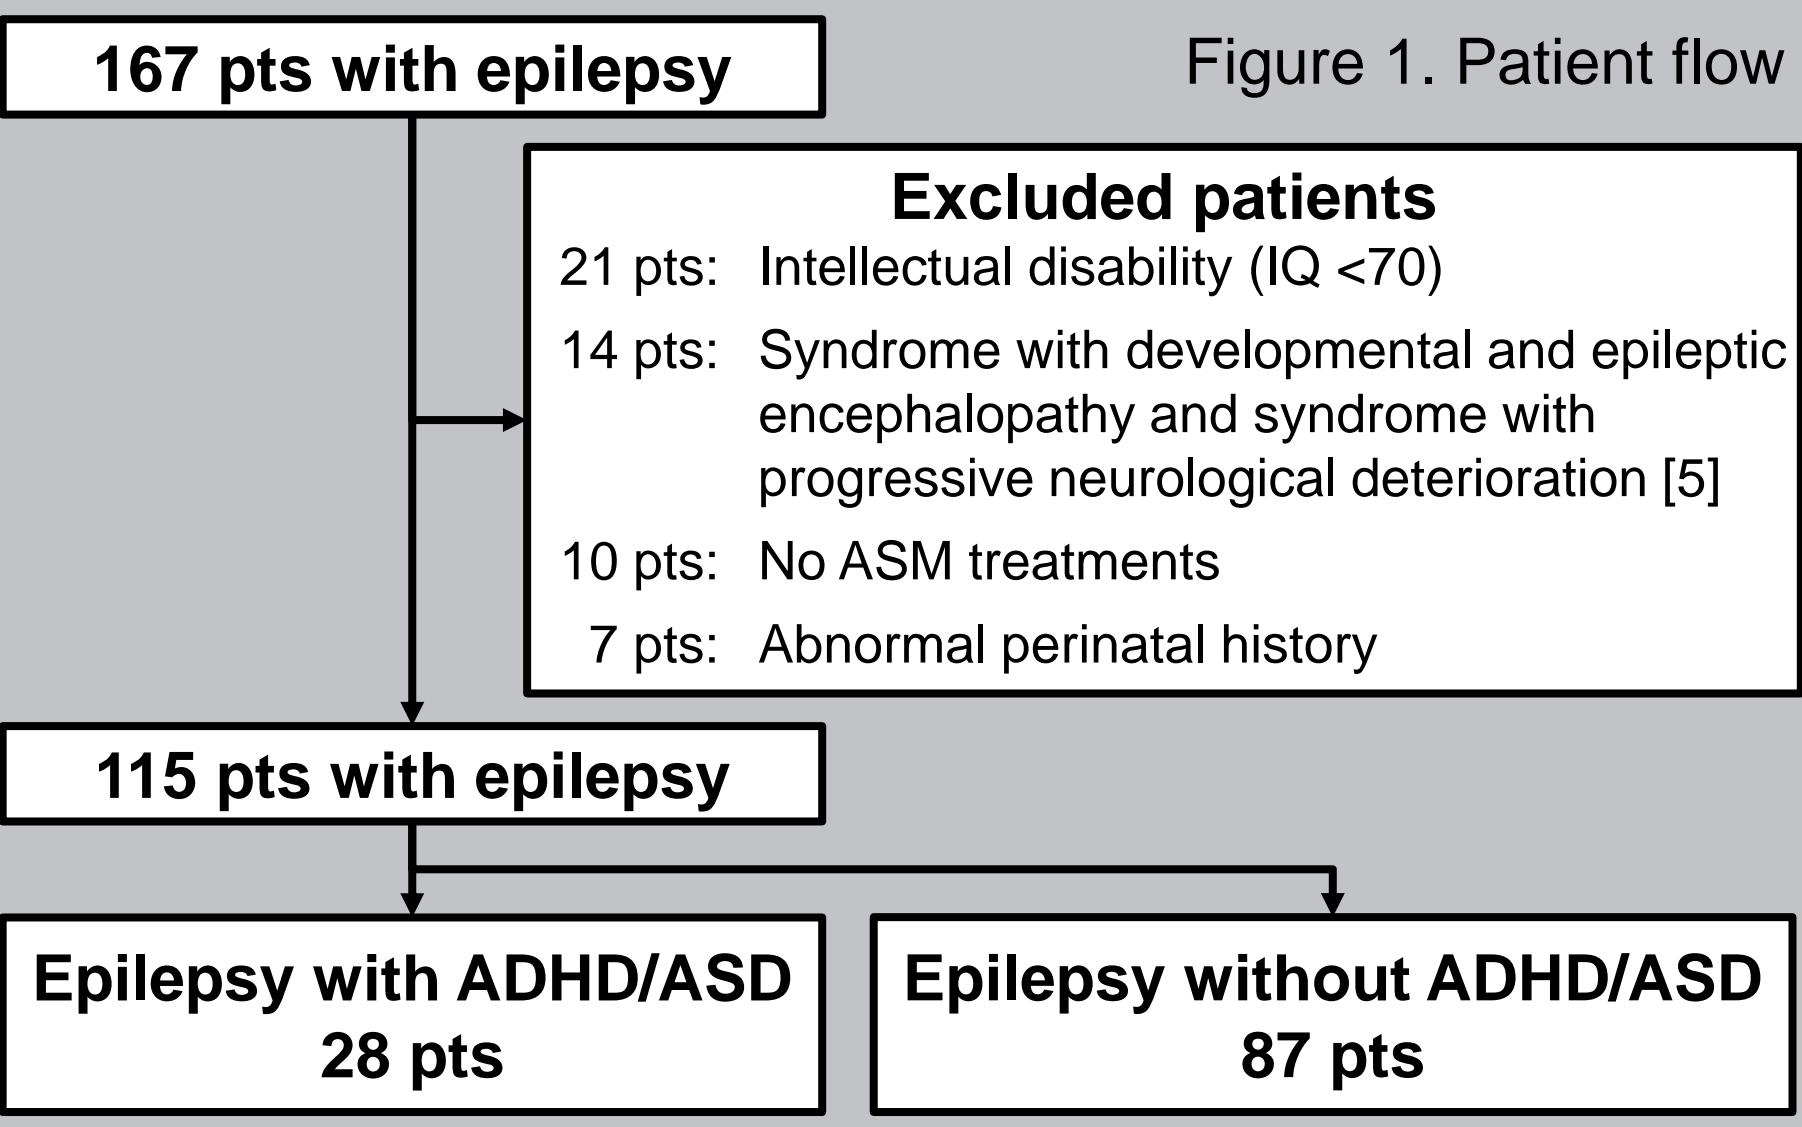 167 pts with epilepsy
Figure 1. Patient flow
Excluded patients
21 pts: Intellectual disability (IQ <70)
14 pts: Syndrome with developmental and epileptic
encephalopathy and syndrome with
progressive neurological deterioration [5]
10 pts: No ASM treatments
7 pts: Abnormal perinatal history
115 pts with epilepsy
Epilepsy with ADHD/ASD
28 pts
Epilepsy without ADHD/ASD
87 pts